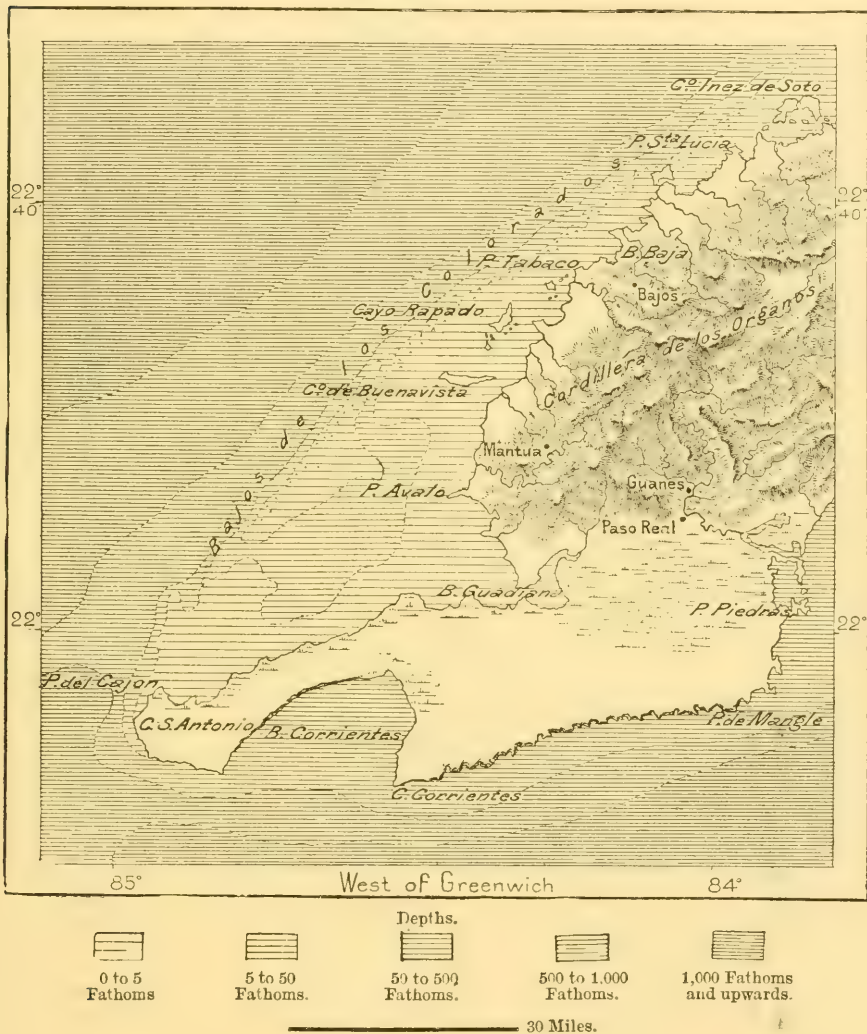 Cº Inez de Soto
P. Sta. Lucia
22°
40'
22°
40'
Bajos de los Colorados
P. Tabaco
B. Baja
Bajos
Cayo Rapado
Cordillera de los Organos
Cº de Buenavista
Mantua
Guanes
P. Avalo
Paso Real
B. Guadiana
22°
P. Piedras
22°
P. del Cajon
C. S. Antonio
B. Corrientes
P. de Mangle
C. Corrientes
85°
West of Greenwich
84°
Depths.
0 to 5
Fathoms
5 to 50
Fathoms.
50 to 500
Fathoms.
500 to 1.000
Fathoms.
1,000 Fathoms
and upwards.
30 Miles.